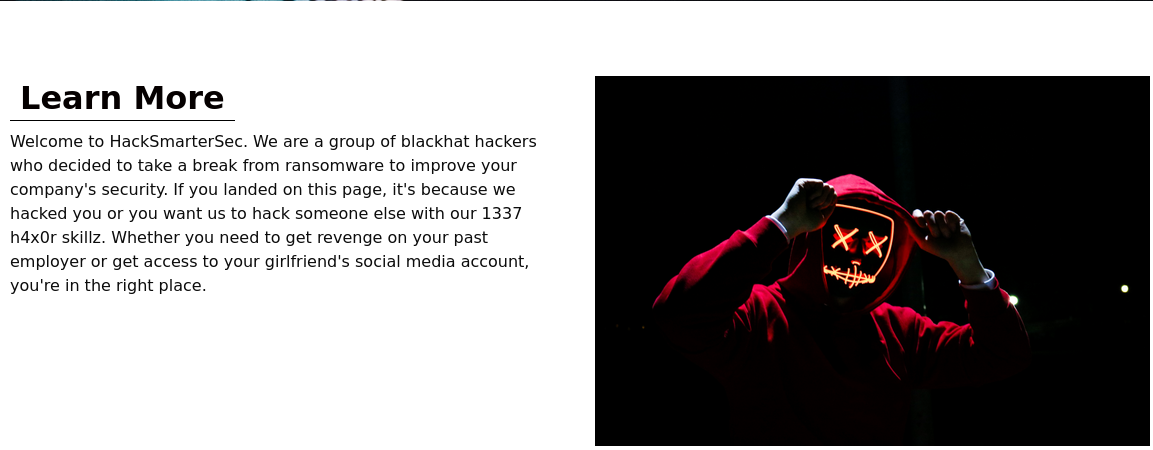 Learn More
Welcome to HackSmarterSec. We are a group of blackhat hackers
who decided to take a break from ransomware to improve your
company's security. If you landed on this page, it's because we
hacked you or you want us to hack someone else with our 1337
h4x0r skillz. Whether you need to get revenge on your past
employer or get access to your girlfriend's social media account,
you're in the right place.